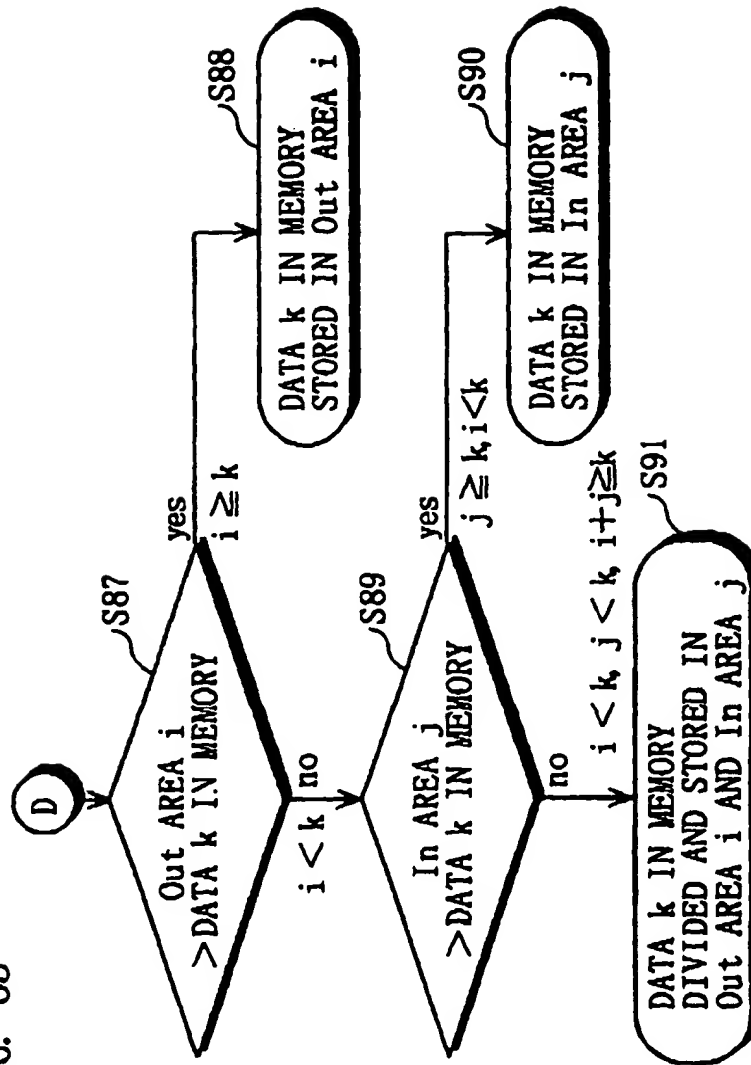 D
S87
Out AREA i
>DATA k IN MEMORY
yes
i ≧ k
S88
DATA k IN MEMORY
STORED IN Out AREA i
no
i < k
S89
In AREA j
>DATA k IN MEMORY
yes
j ≧ k, i<k
S90
DATA k IN MEMORY
STORED IN In AREA j
no
i < k, j < k, i+j≧k
S91
DATA k IN MEMORY
DIVIDED AND STORED IN
Out AREA i AND In AREA j